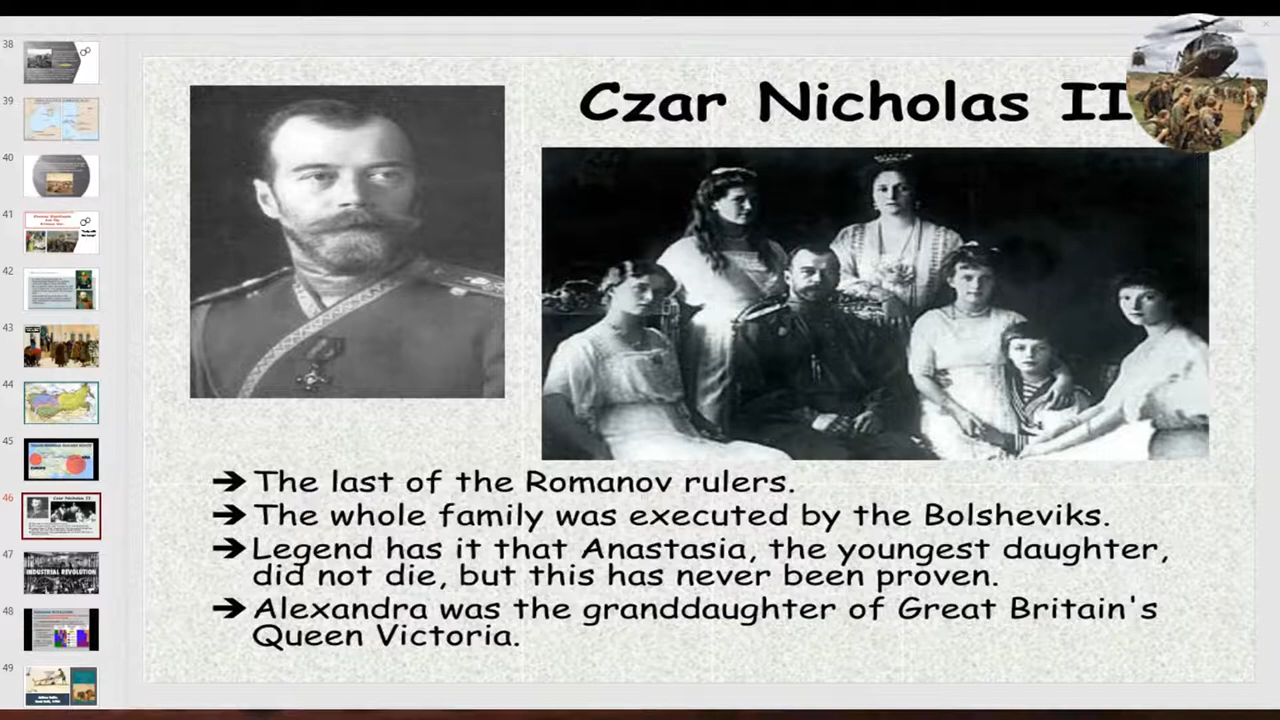 38
Czar Nicholas II
39
40
41
42
43
44
45
46
47
INDUSTRIAL REVOLUTION
48
49
➔ The last of the Romanov rulers.
➔ The whole family was executed by the Bolsheviks.
➔ Legend has it that Anastasia, the youngest daughter,
did not die, but this has never been proven.
➔ Alexandra was the granddaughter of Great Britain's
Queen Victoria.